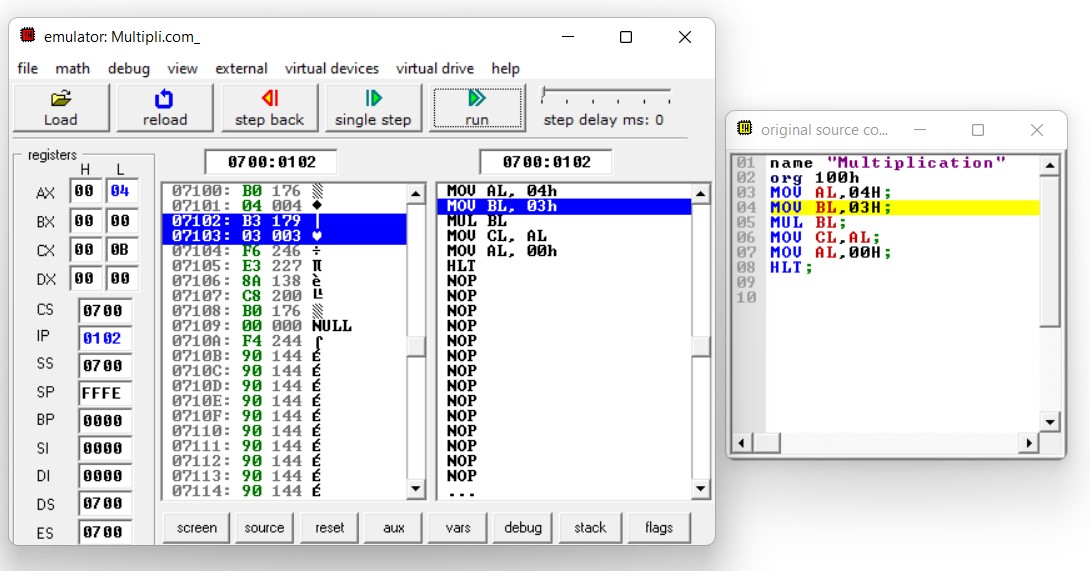 emulator: Multipli.com_
file math debug view external virtual devices virtual drive help
Load reload step back single step run step delay ms: 0
registers
H L
AX 00 04
BX 00 00
CX 00 0B
DX 00 00
CS 0700
IP 0102
SS 0700
SP FFFE
BP 0000
SI 0000
DI 0000
DS 0700
ES 0700
0700:0102
07100: B0 176 ▒
07101: 04 004 ♦
07102: B3 179 │
07103: 03 003 ♥
07104: F6 246 ÷
07105: E3 227 π
07106: 8A 138 è
07107: C8 200 ╚
07108: B0 176 ▒
07109: 00 000 NULL
0710A: F4 244 ⌠
0710B: 90 144 É
0710C: 90 144 É
0710D: 90 144 É
0710E: 90 144 É
0710F: 90 144 É
07110: 90 144 É
07111: 90 144 É
07112: 90 144 É
07113: 90 144 É
07114: 90 144 É
0700:0102
MOV AL, 04h
MOV BL, 03h
MUL BL
MOV CL, AL
MOV AL, 00h
HLT
NOP
NOP
NOP
NOP
NOP
NOP
NOP
NOP
NOP
NOP
NOP
NOP
NOP
NOP
...
screen source reset aux vars debug stack flags
original source co...
01 name "Multiplication"
02 org 100h
03 MOV AL,04H;
04 MOV BL,03H;
05 MUL BL;
06 MOV CL,AL;
07 MOV AL,00H;
08 HLT;
09
10